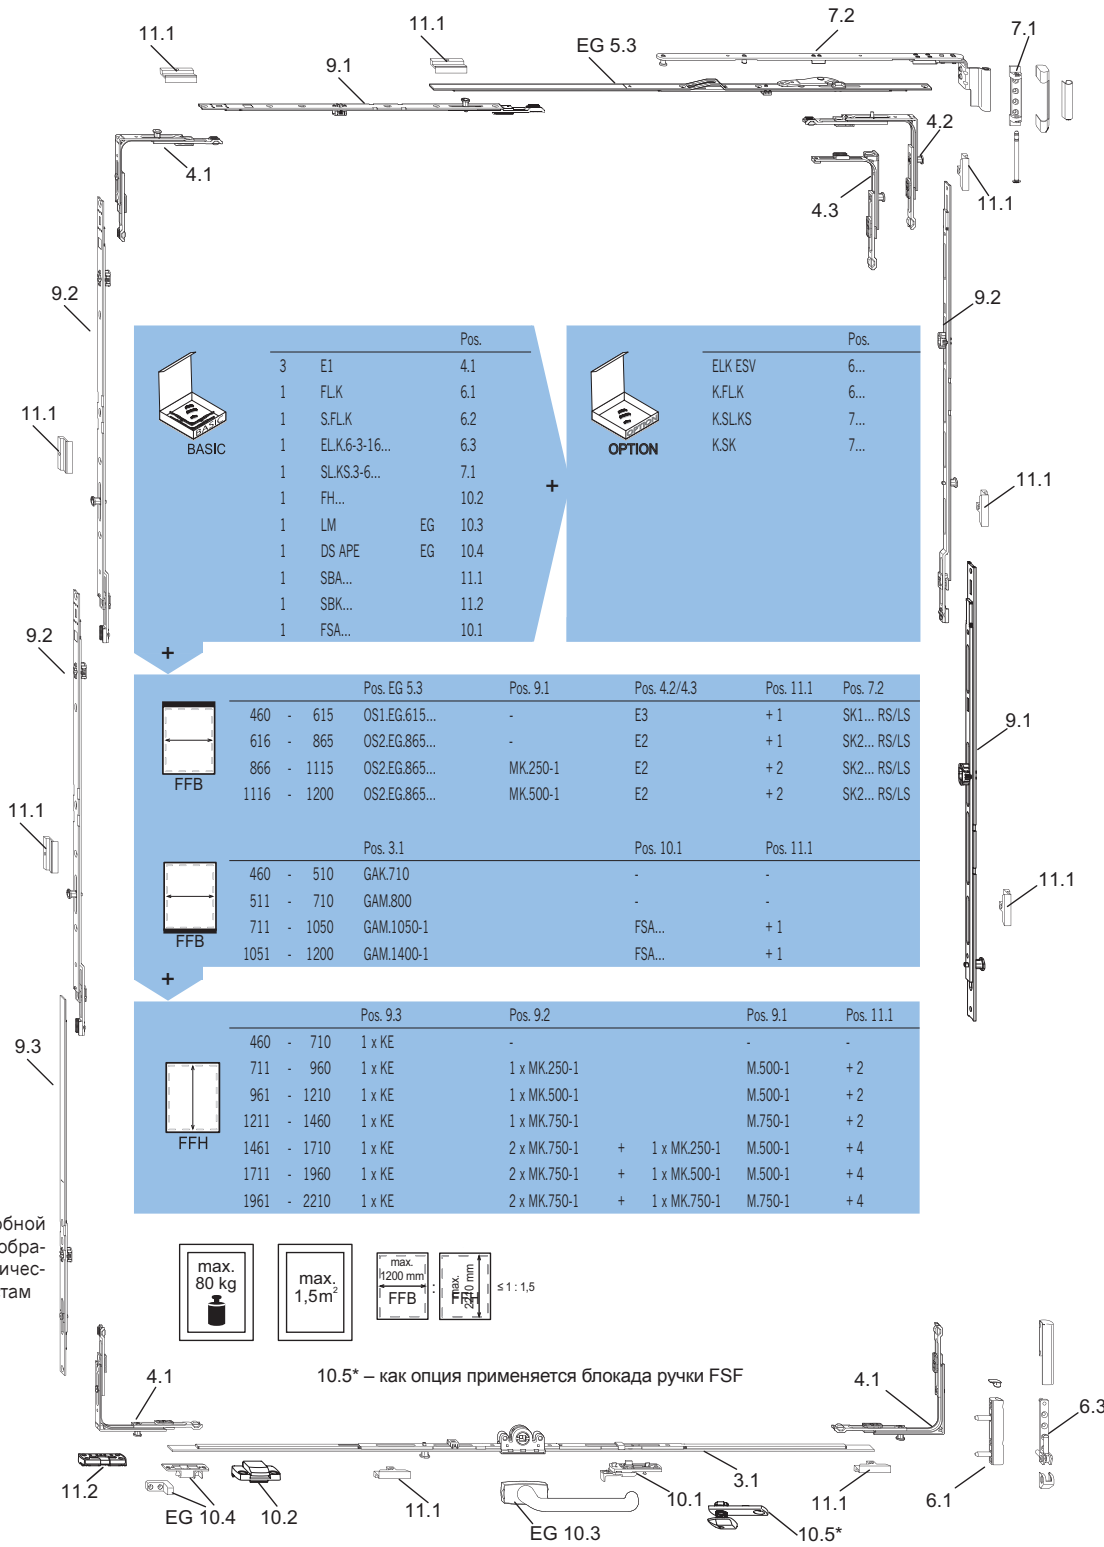 11.1
11.1
7.2
7.1
EG 5.3
9.1
4.1
4.2
4.3
11.1
9.2
9.2
11.1
11.1
Pos.
3 E1 4.1
1 FL.K 6.1
1 S.FL.K 6.2
1 EL.K.6-3-16... 6.3
1 SL.KS.3-6... 7.1
1 FH... 10.2
1 LM EG 10.3
1 DS APE EG 10.4
1 SBA... 11.1
1 SBK... 11.2
1 FSA... 10.1
BASIC
BASIC
+
Pos.
ELK ESV 6...
K.FL.K 6...
K.SL.KS 7...
K.SK 7...
OPTION
OPTION
+
9.2
9.1
11.1
11.1
Pos. EG 5.3 Pos. 9.1 Pos. 4.2/4.3 Pos. 11.1 Pos. 7.2
460 - 615 OS1.EG.615... - E3 + 1 SK1... RS/LS
616 - 865 OS2.EG.865... - E2 + 1 SK2... RS/LS
866 - 1115 OS2.EG.865... MK.250-1 E2 + 2 SK2... RS/LS
1116 - 1200 OS2.EG.865... MK.500-1 E2 + 2 SK2... RS/LS
FFB
Pos. 3.1 Pos. 10.1 Pos. 11.1
460 - 510 GAK.710 - -
511 - 710 GAM.800 - -
711 - 1050 GAM.1050-1 FSA... + 1
1051 - 1200 GAM.1400-1 FSA... + 1
FFB
+
9.3
Pos. 9.3 Pos. 9.2 Pos. 9.1 Pos. 11.1
460 - 710 1 x KE - - -
711 - 960 1 x KE 1 x MK.250-1 M.500-1 + 2
961 - 1210 1 x KE 1 x MK.500-1 M.500-1 + 2
1211 - 1460 1 x KE 1 x MK.750-1 M.750-1 + 2
1461 - 1710 1 x KE 2 x MK.750-1 + 1 x MK.250-1 M.500-1 + 4
1711 - 1960 1 x KE 2 x MK.750-1 + 1 x MK.500-1 M.500-1 + 4
1961 - 2210 1 x KE 2 x MK.750-1 + 1 x MK.750-1 M.750-1 + 4
FFH
обной
обра-
ичес-
там
max.
80 kg
max.
1,5m²
max.
1200 mm
FFB
:
max.
2210 mm
FFH
≤ 1 : 1,5
10.5* – как опция применяется блокада ручки FSF
4.1
4.1
6.3
11.2
EG 10.4
10.2
11.1
EG 10.3
10.1
3.1
10.5*
11.1
6.1